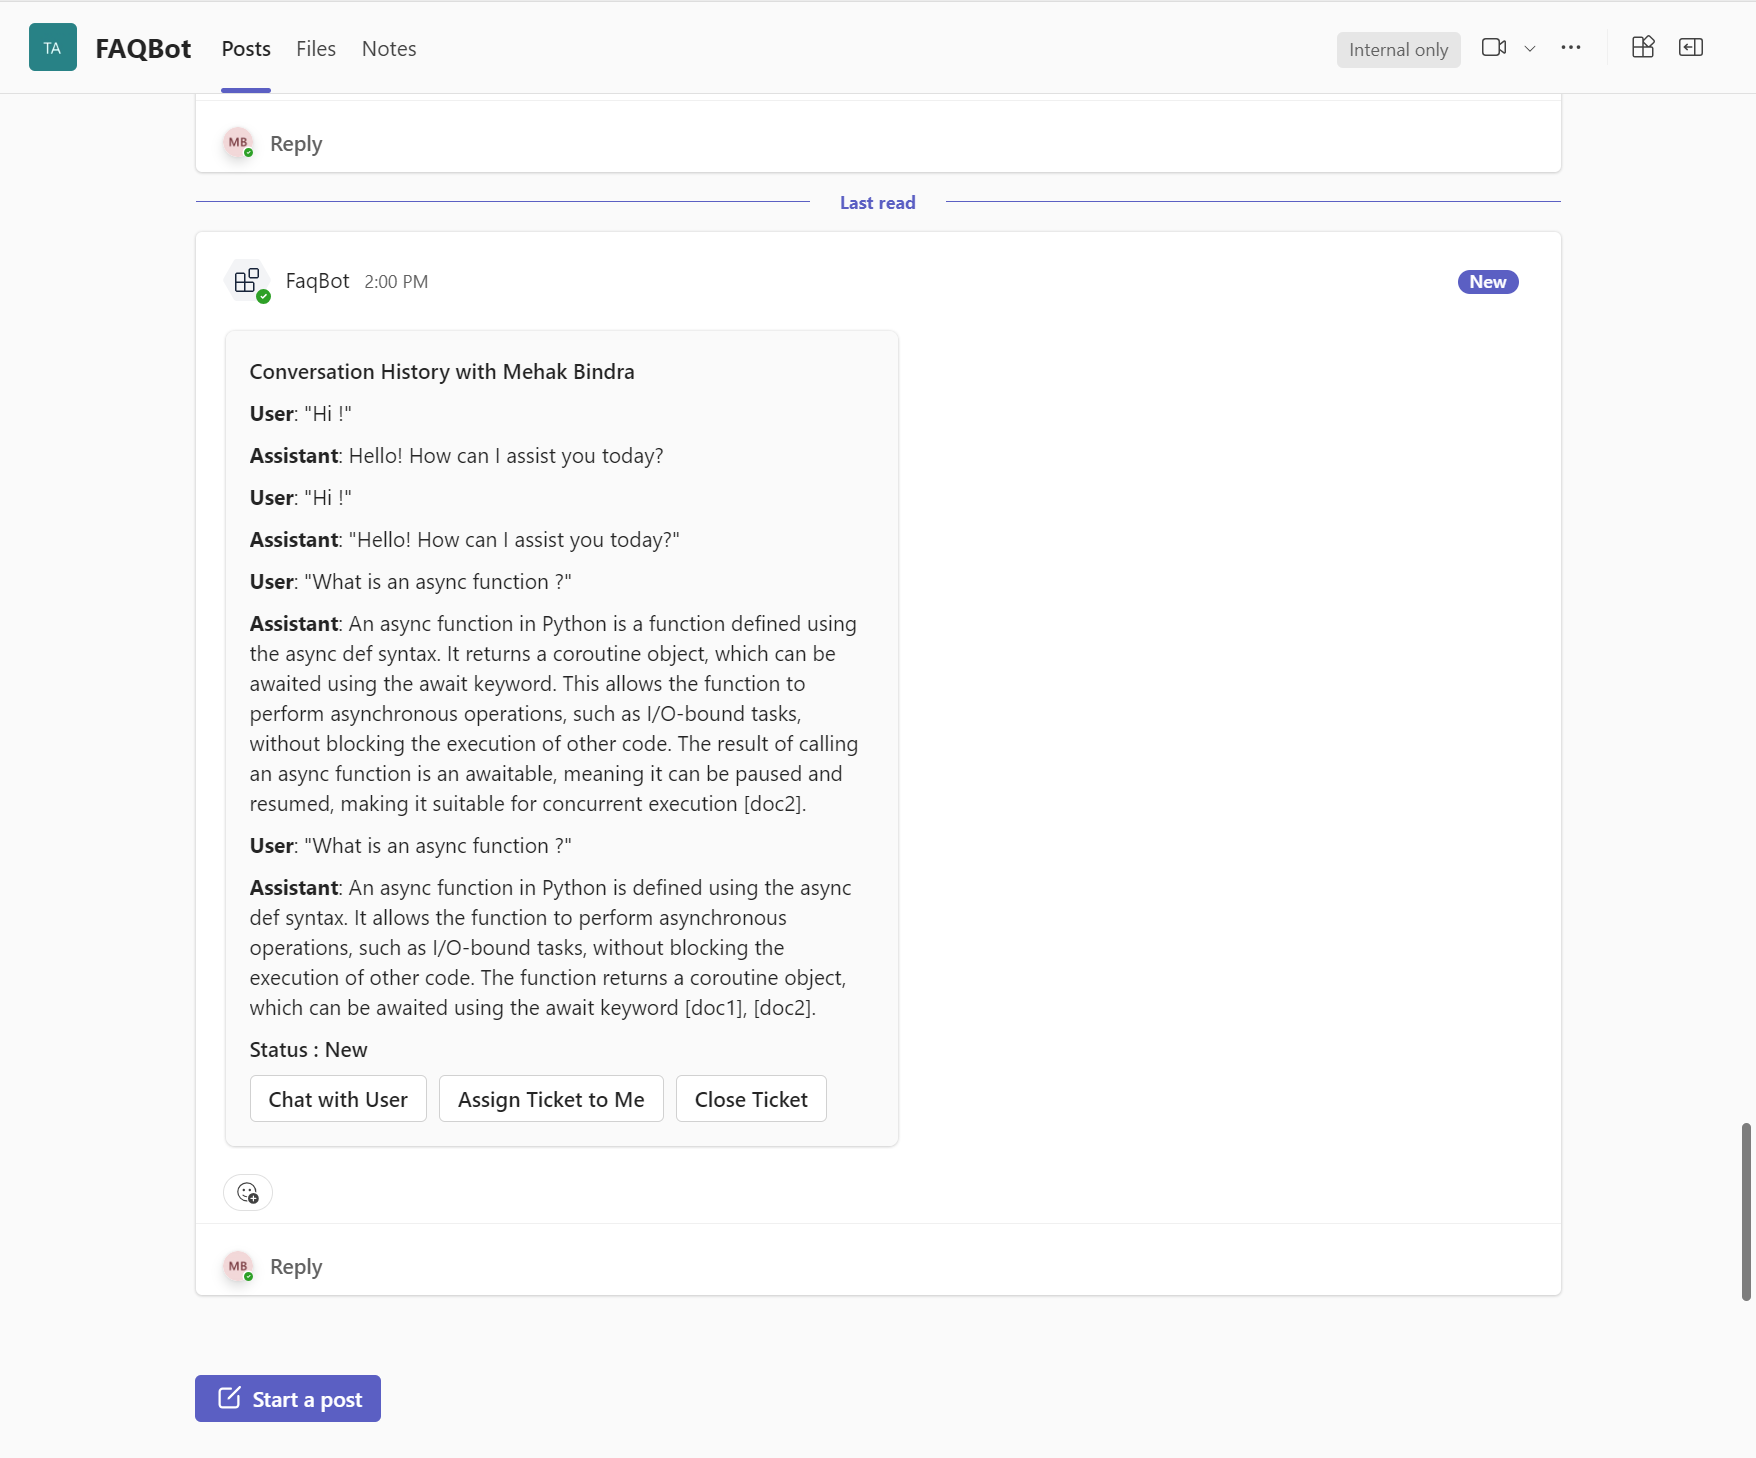 TA FAQBot Posts Files Notes Internal only
MB Reply
Last read
FaqBot 2:00 PM New
Conversation History with Mehak Bindra
User: "Hi !"
Assistant: Hello! How can I assist you today?
User: "Hi !"
Assistant: "Hello! How can I assist you today?"
User: "What is an async function ?"
Assistant: An async function in Python is a function defined using
the async def syntax. It returns a coroutine object, which can be
awaited using the await keyword. This allows the function to
perform asynchronous operations, such as I/O-bound tasks,
without blocking the execution of other code. The result of calling
an async function is an awaitable, meaning it can be paused and
resumed, making it suitable for concurrent execution [doc2].
User: "What is an async function ?"
Assistant: An async function in Python is defined using the async
def syntax. It allows the function to perform asynchronous
operations, such as I/O-bound tasks, without blocking the
execution of other code. The function returns a coroutine object,
which can be awaited using the await keyword [doc1], [doc2].
Status : New
Chat with User Assign Ticket to Me Close Ticket
MB Reply
Start a post